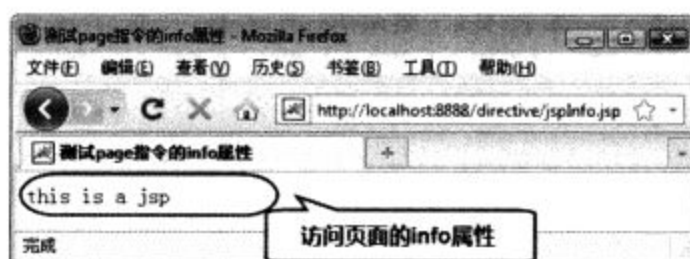 测试page指令的info属性 - Mozilla Firefox
文件(F) 编辑(E) 查看(V) 历史(S) 书签(B) 工具(T) 帮助(H)
http://localhost:8888/directive/jspInfo.jsp
测试page指令的info属性
this is a jsp
访问页面的info属性
完成